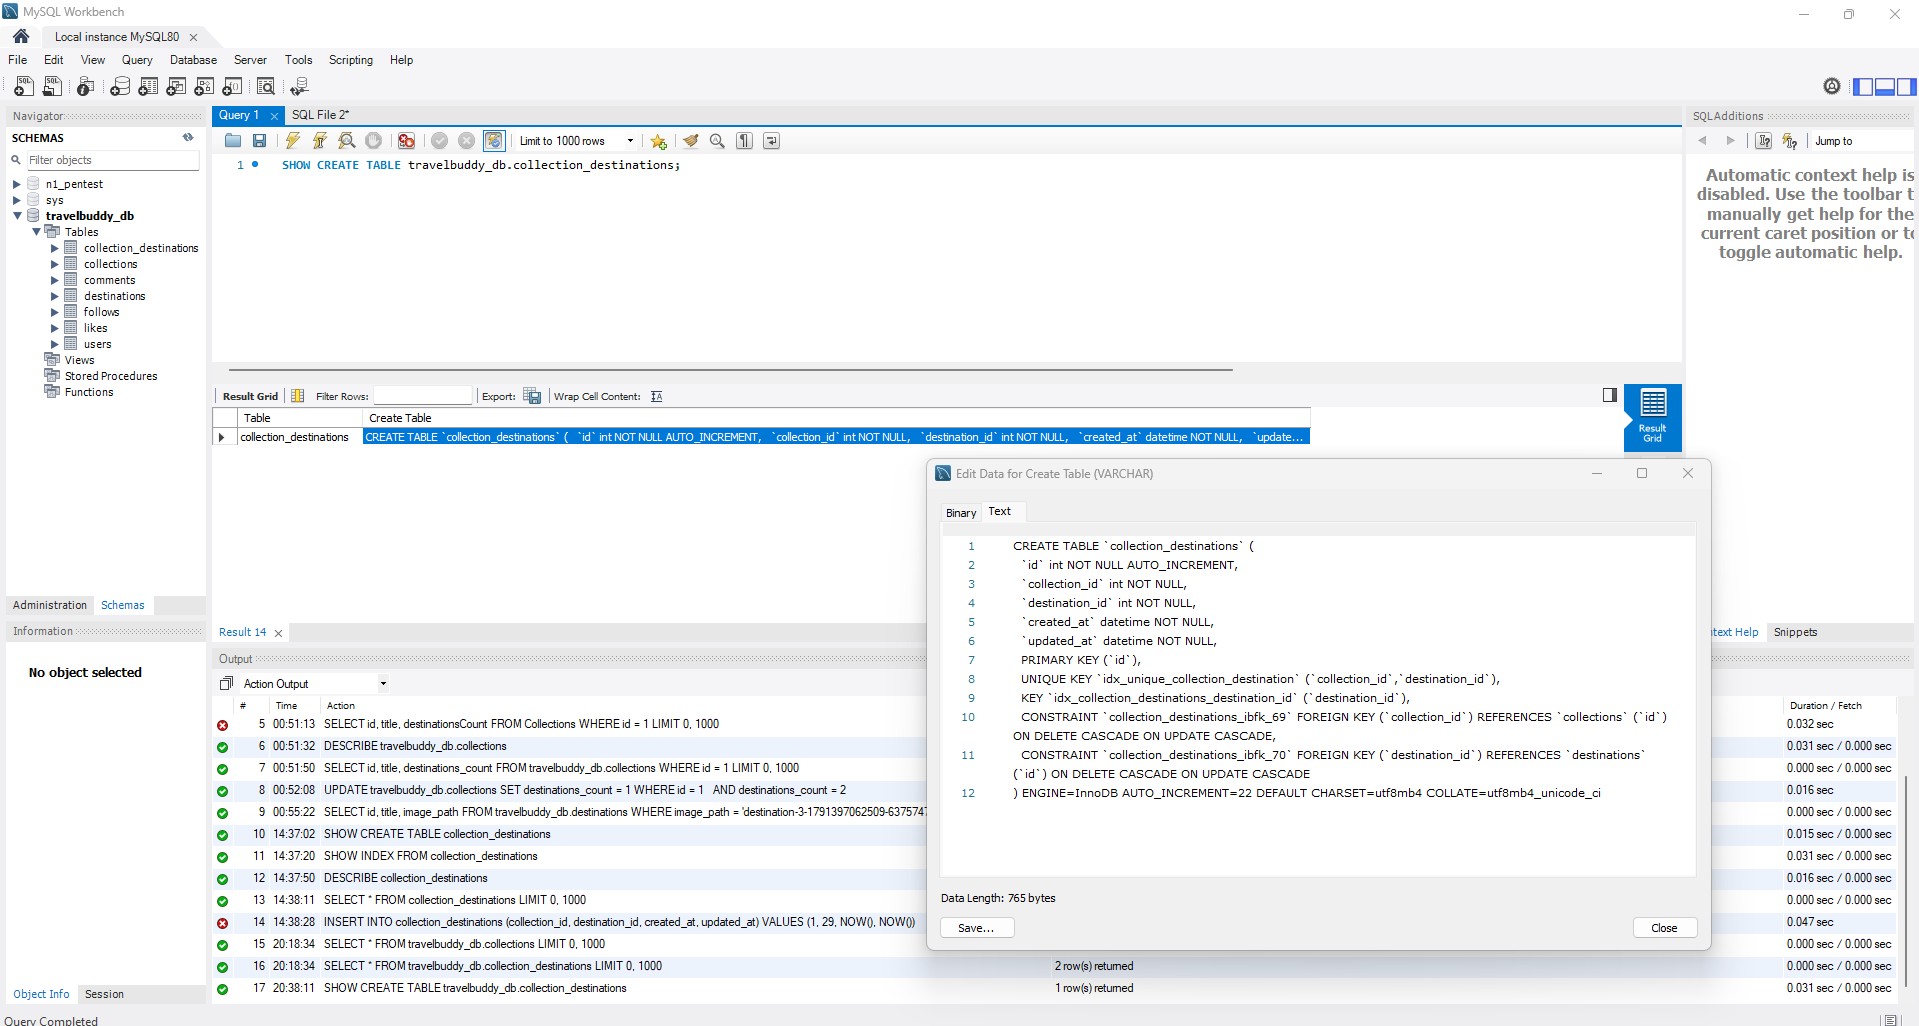 MySQL Workbench
Local instance MySQL80
File Edit View Query Database Server Tools Scripting Help
Navigator
SCHEMAS
Filter objects
n1_pentest
sys
travelbuddy_db
Tables
collection_destinations
collections
comments
destinations
follows
likes
users
Views
Stored Procedures
Functions
Administration Schemas
Information
No object selected
Object Info Session
Query Completed
Query 1 SQL File 2*
Limit to 1000 rows
1 SHOW CREATE TABLE travelbuddy_db.collection_destinations;
Result Grid Filter Rows: Export: Wrap Cell Content:
Table Create Table
collection_destinations CREATE TABLE `collection_destinations` ( `id` int NOT NULL AUTO_INCREMENT, `collection_id` int NOT NULL, `destination_id` int NOT NULL, `created_at` datetime NOT NULL, `update...
Result
Grid
Result 14
Output
Action Output
# Time Action Duration / Fetch
5 00:51:13 SELECT id, title, destinationsCount FROM Collections WHERE id = 1 LIMIT 0, 1000 0.032 sec
6 00:51:32 DESCRIBE travelbuddy_db.collections 0.031 sec / 0.000 sec
7 00:51:50 SELECT id, title, destinations_count FROM travelbuddy_db.collections WHERE id = 1 LIMIT 0, 1000 0.000 sec / 0.000 sec
8 00:52:08 UPDATE travelbuddy_db.collections SET destinations_count = 1 WHERE id = 1 AND destinations_count = 2 0.016 sec
9 00:55:22 SELECT id, title, image_path FROM travelbuddy_db.destinations WHERE image_path = 'destination-3-1791397062509-6375747 0.000 sec / 0.000 sec
10 14:37:02 SHOW CREATE TABLE collection_destinations 0.015 sec / 0.000 sec
11 14:37:20 SHOW INDEX FROM collection_destinations 0.031 sec / 0.000 sec
12 14:37:50 DESCRIBE collection_destinations 0.016 sec / 0.000 sec
13 14:38:11 SELECT * FROM collection_destinations LIMIT 0, 1000 0.000 sec / 0.000 sec
14 14:38:28 INSERT INTO collection_destinations (collection_id, destination_id, created_at, updated_at) VALUES (1, 29, NOW(), NOW()) 0.047 sec
15 20:18:34 SELECT * FROM travelbuddy_db.collections LIMIT 0, 1000 0.000 sec / 0.000 sec
16 20:18:34 SELECT * FROM travelbuddy_db.collection_destinations LIMIT 0, 1000 2 row(s) returned 0.000 sec / 0.000 sec
17 20:38:11 SHOW CREATE TABLE travelbuddy_db.collection_destinations 1 row(s) returned 0.031 sec / 0.000 sec
Edit Data for Create Table (VARCHAR)
Binary Text
1 CREATE TABLE `collection_destinations` (
2 `id` int NOT NULL AUTO_INCREMENT,
3 `collection_id` int NOT NULL,
4 `destination_id` int NOT NULL,
5 `created_at` datetime NOT NULL,
6 `updated_at` datetime NOT NULL,
7 PRIMARY KEY (`id`),
8 UNIQUE KEY `idx_unique_collection_destination` (`collection_id`,`destination_id`),
9 KEY `idx_collection_destinations_destination_id` (`destination_id`),
10 CONSTRAINT `collection_destinations_ibfk_69` FOREIGN KEY (`collection_id`) REFERENCES `collections` (`id`)
ON DELETE CASCADE ON UPDATE CASCADE,
11 CONSTRAINT `collection_destinations_ibfk_70` FOREIGN KEY (`destination_id`) REFERENCES `destinations`
(`id`) ON DELETE CASCADE ON UPDATE CASCADE
12 ) ENGINE=InnoDB AUTO_INCREMENT=22 DEFAULT CHARSET=utf8mb4 COLLATE=utf8mb4_unicode_ci
Data Length: 765 bytes
Save... Close
SQLAdditions
Jump to
Automatic context help is
disabled. Use the toolbar t
manually get help for the
current caret position or to
toggle automatic help.
text Help Snippets